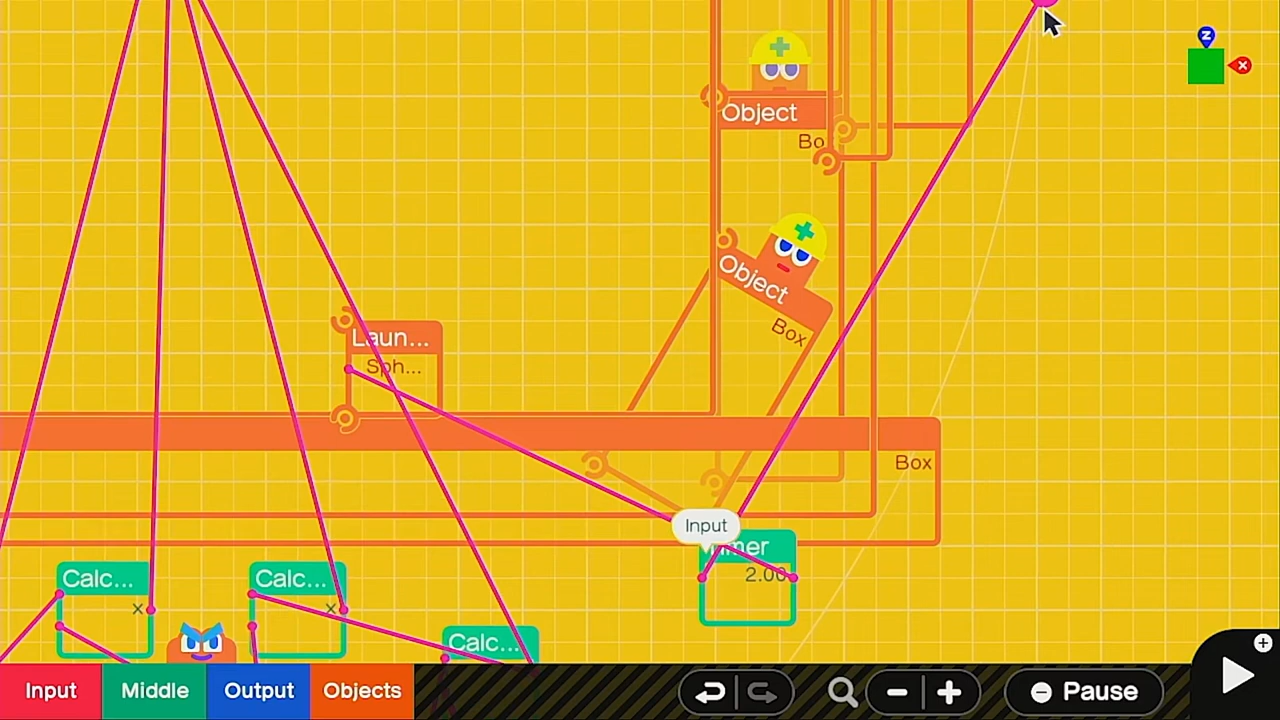 Z
X
Object
Bo
Object
Box
Laun...
Sph...
Box
Input
2.00
Calc...
×
Calc...
×
Calc...
Input
Middle
Output
Objects
Pause